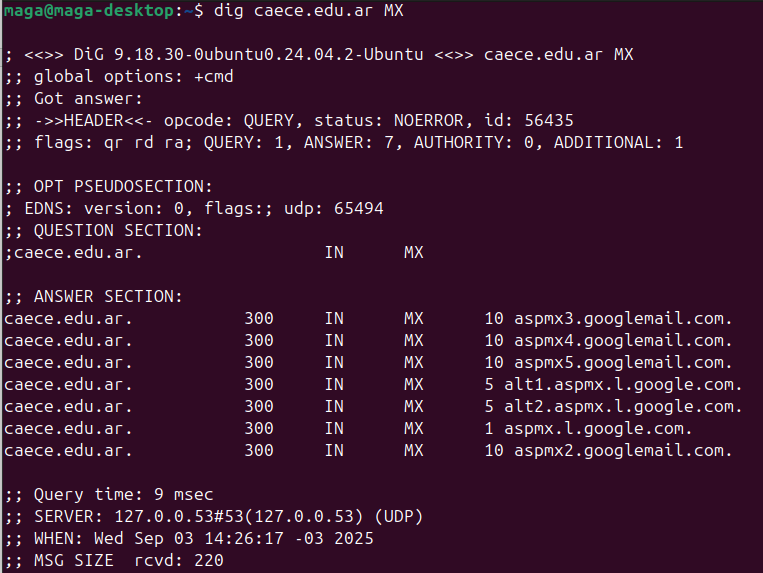 maga@maga-desktop:~$ dig caece.edu.ar MX
; <<>> DiG 9.18.30-0ubuntu0.24.04.2-Ubuntu <<>> caece.edu.ar MX
;; global options: +cmd
;; Got answer:
;; ->>HEADER<<- opcode: QUERY, status: NOERROR, id: 56435
;; flags: qr rd ra; QUERY: 1, ANSWER: 7, AUTHORITY: 0, ADDITIONAL: 1
;; OPT PSEUDOSECTION:
; EDNS: version: 0, flags:; udp: 65494
;; QUESTION SECTION:
;caece.edu.ar. IN MX
;; ANSWER SECTION:
caece.edu.ar. 300 IN MX 10 aspmx3.googlemail.com.
caece.edu.ar. 300 IN MX 10 aspmx4.googlemail.com.
caece.edu.ar. 300 IN MX 10 aspmx5.googlemail.com.
caece.edu.ar. 300 IN MX 5 alt1.aspmx.l.google.com.
caece.edu.ar. 300 IN MX 5 alt2.aspmx.l.google.com.
caece.edu.ar. 300 IN MX 1 aspmx.l.google.com.
caece.edu.ar. 300 IN MX 10 aspmx2.googlemail.com.
;; Query time: 9 msec
;; SERVER: 127.0.0.53#53(127.0.0.53) (UDP)
;; WHEN: Wed Sep 03 14:26:17 -03 2025
;; MSG SIZE rcvd: 220